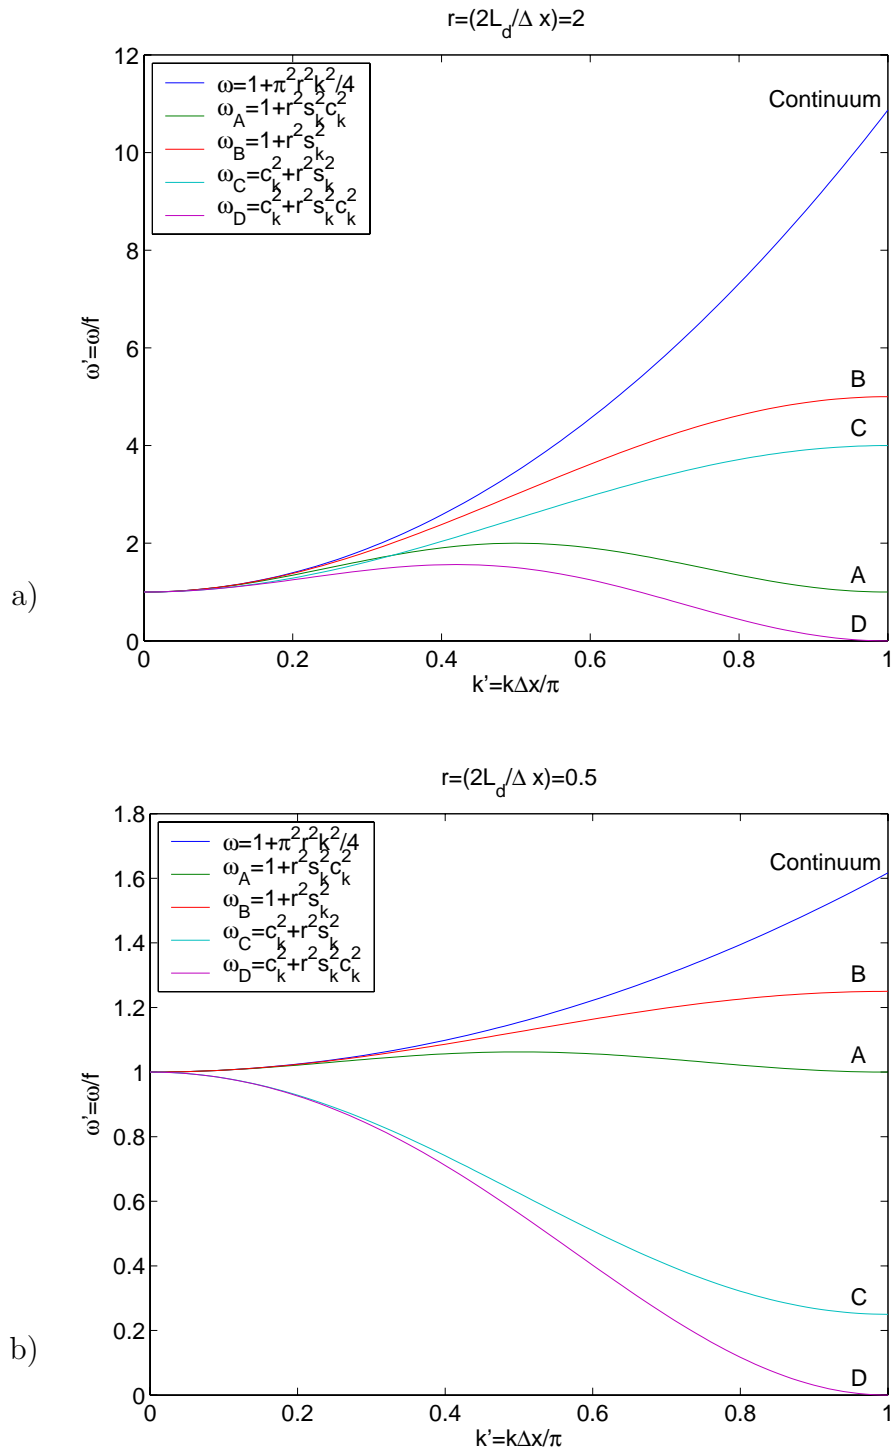 r=(2L_d/Δ x)=2
12
10
8
6
4
2
0
ω'=ω/f
ω=1+π²r²k²/4
ω_A=1+r²s_k²c_k²
ω_B=1+r²s_k²
ω_C=c_k²+r²s_k²
ω_D=c_k²+r²s_k²c_k²
Continuum
B
C
A
D
a)
0 0.2 0.4 0.6 0.8 1
k'=kΔx/π
r=(2L_d/Δ x)=0.5
1.8
1.6
1.4
1.2
1
0.8
0.6
0.4
0.2
0
ω'=ω/f
ω=1+π²r²k²/4
ω_A=1+r²s_k²c_k²
ω_B=1+r²s_k²
ω_C=c_k²+r²s_k²
ω_D=c_k²+r²s_k²c_k²
Continuum
B
A
C
D
b)
0 0.2 0.4 0.6 0.8 1
k'=kΔx/π